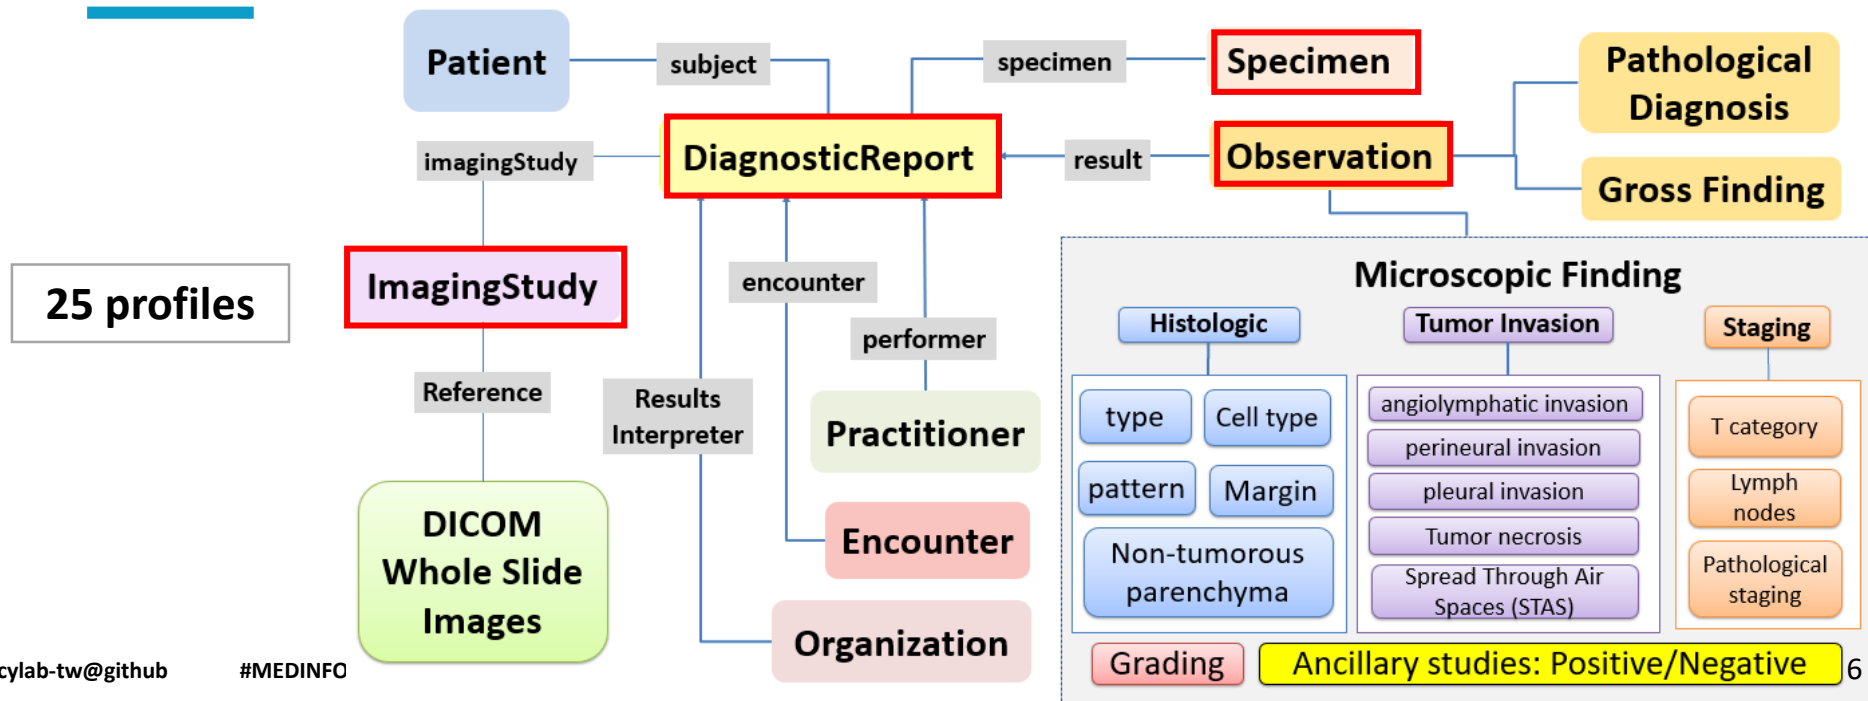 Patient
subject
specimen
Specimen
Pathological
Diagnosis
imagingStudy
DiagnosticReport
result
Observation
Gross Finding
25 profiles
ImagingStudy
encounter
performer
Reference
Results
Interpreter
Practitioner
DICOM
Whole Slide
Images
Encounter
Organization
Microscopic Finding
Histologic
type
Cell type
pattern
Margin
Non-tumorous
parenchyma
Tumor Invasion
angiolymphatic invasion
perineural invasion
pleural invasion
Tumor necrosis
Spread Through Air
Spaces (STAS)
Staging
T category
Lymph
nodes
Pathological
staging
Grading
Ancillary studies: Positive/Negative
cylab-tw@github
#MEDINFO
6